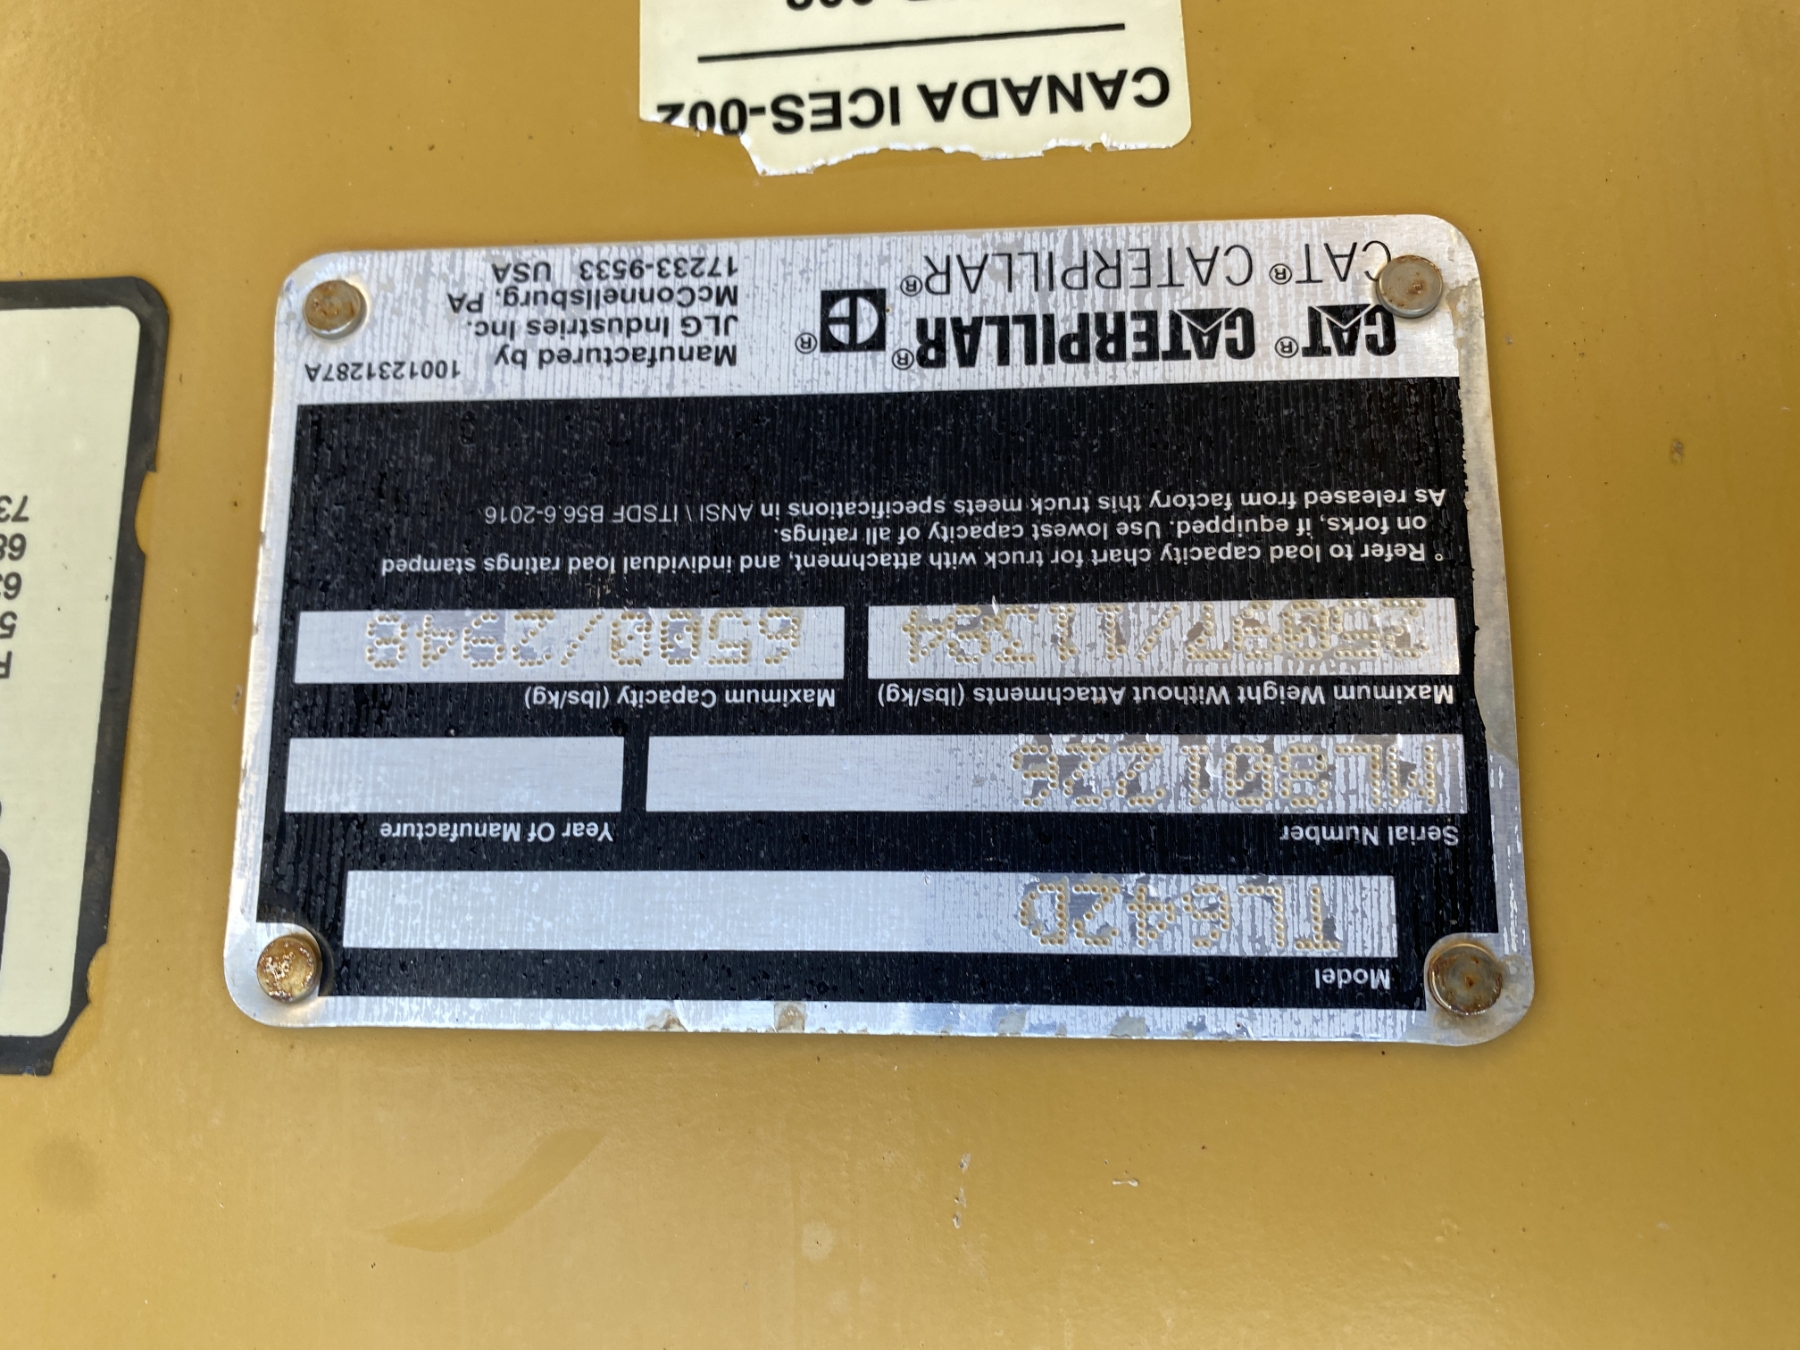 Model
TL642D
Serial Number
Year Of Manufacture
ML801226
Maximum Weight Without Attachments (lbs/kg)
Maximum Capacity (lbs/kg)
25097/11384
6500/2948
° Refer to load capacity chart for truck with attachment, and individual load ratings stamped
on forks, if equipped. Use lowest capacity of all ratings.
As released from factory this truck meets specifications in ANSI \ ITSDF B56.6-2016
CAT® CATERPILLAR® CE®
CAT® CATERPILLAR®
Manufactured by
JLG Industries Inc.
McConnellsburg, PA
17233-9533 USA
1001231287A
CANADA ICES-002